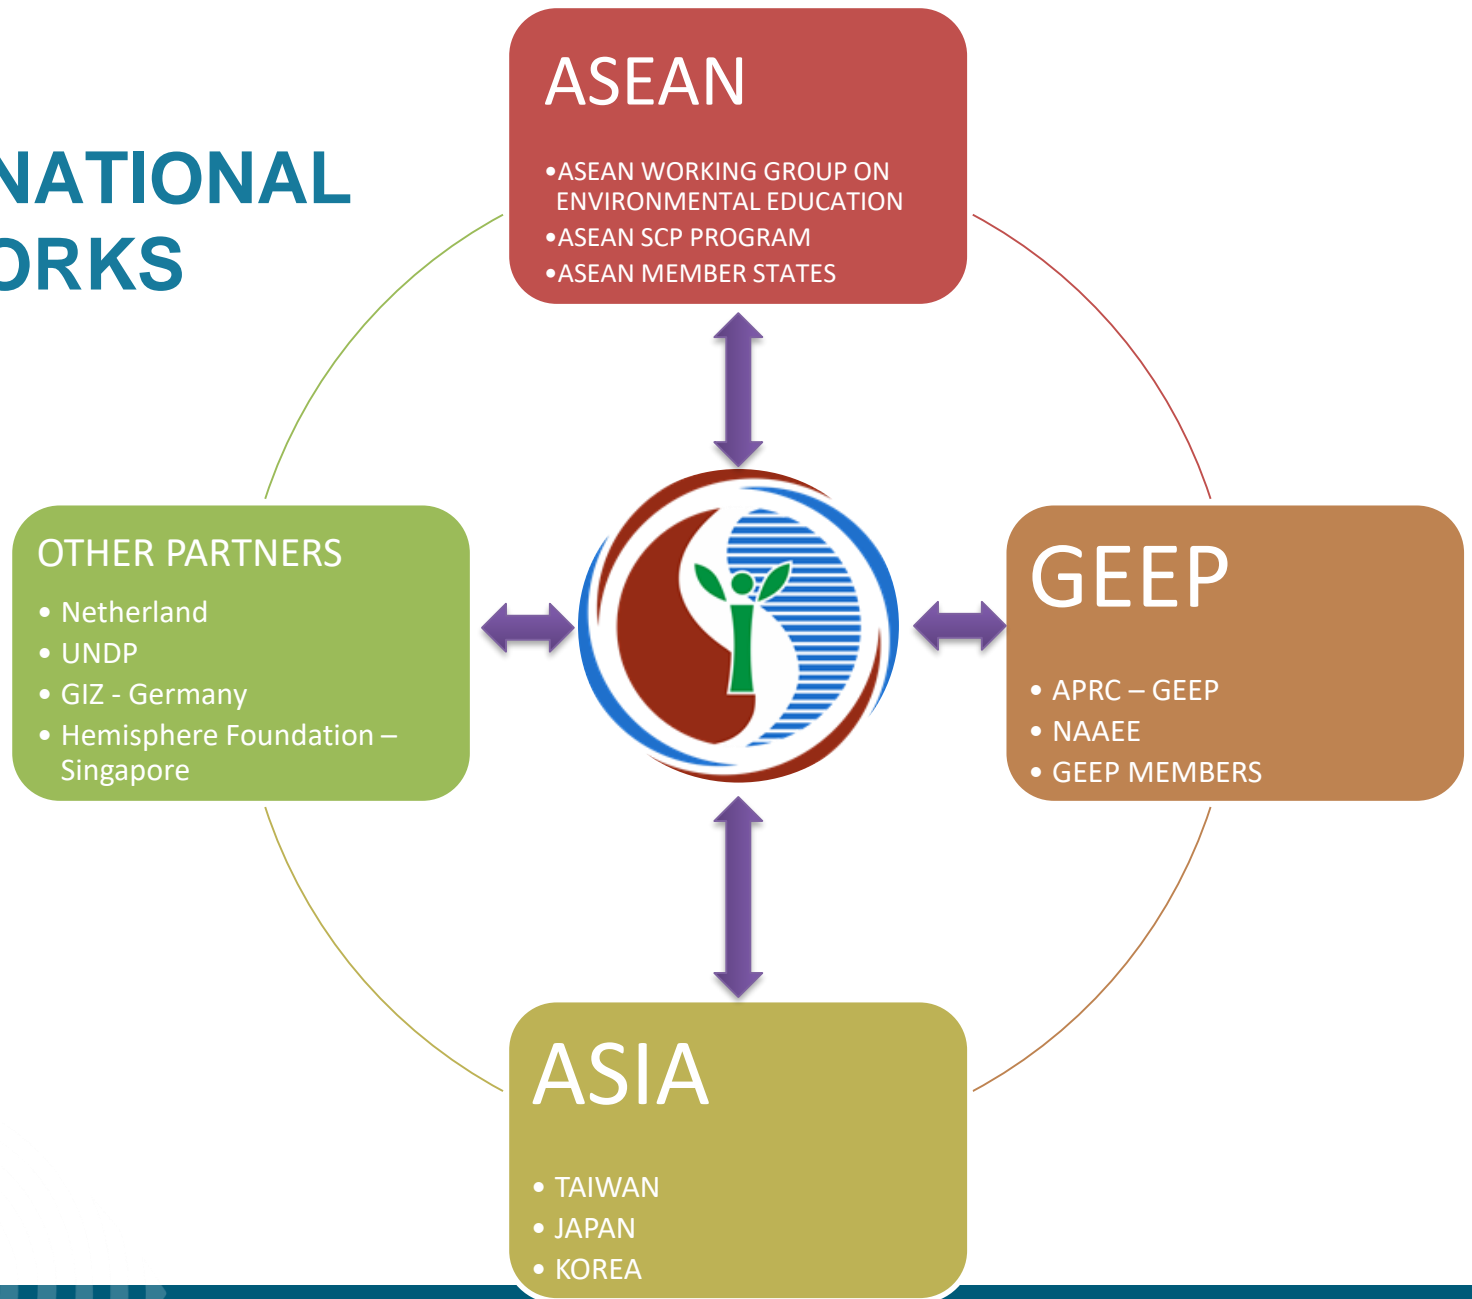 NATIONAL
ORKS
ASEAN
•ASEAN WORKING GROUP ON
ENVIRONMENTAL EDUCATION
•ASEAN SCP PROGRAM
•ASEAN MEMBER STATES
OTHER PARTNERS
• Netherland
• UNDP
• GIZ - Germany
• Hemisphere Foundation –
Singapore
GEEP
• APRC – GEEP
• NAAEE
• GEEP MEMBERS
ASIA
• TAIWAN
• JAPAN
• KOREA